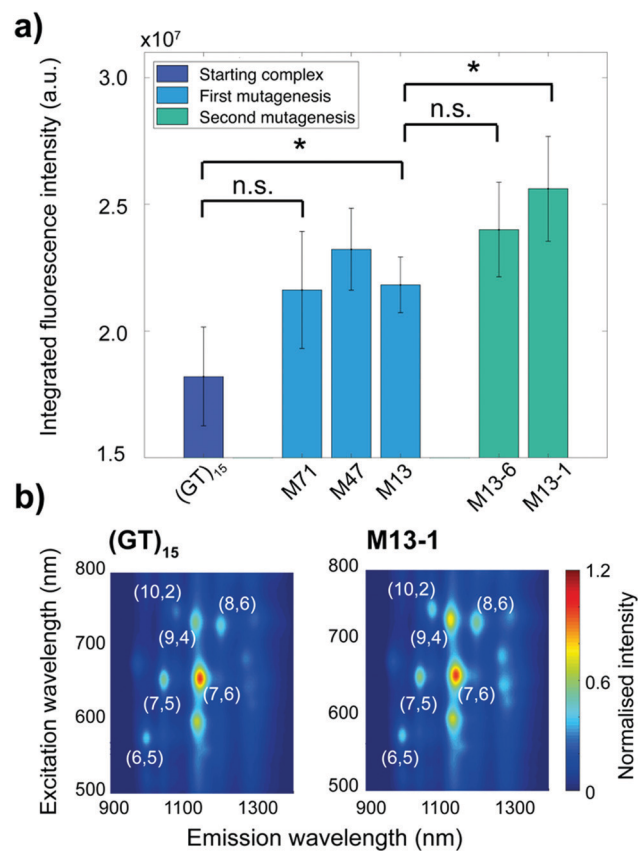 a)
x10⁷
Integrated fluorescence intensity (a.u.)
3.0
2.5
2.0
1.5
Starting complex
First mutagenesis
Second mutagenesis
*
n.s.
*
n.s.
(GT)₁₅
M71
M47
M13
M13-6
M13-1
b)
(GT)₁₅
M13-1
Excitation wavelength (nm)
800
700
600
500
(10,2)
(8,6)
(9,4)
(7,5)
(7,6)
(6,5)
900
1100
1300
800
700
600
500
(10,2)
(8,6)
(9,4)
(7,5)
(7,6)
(6,5)
900
1100
1300
Emission wavelength (nm)
1.2
0.6
0
Normalised intensity